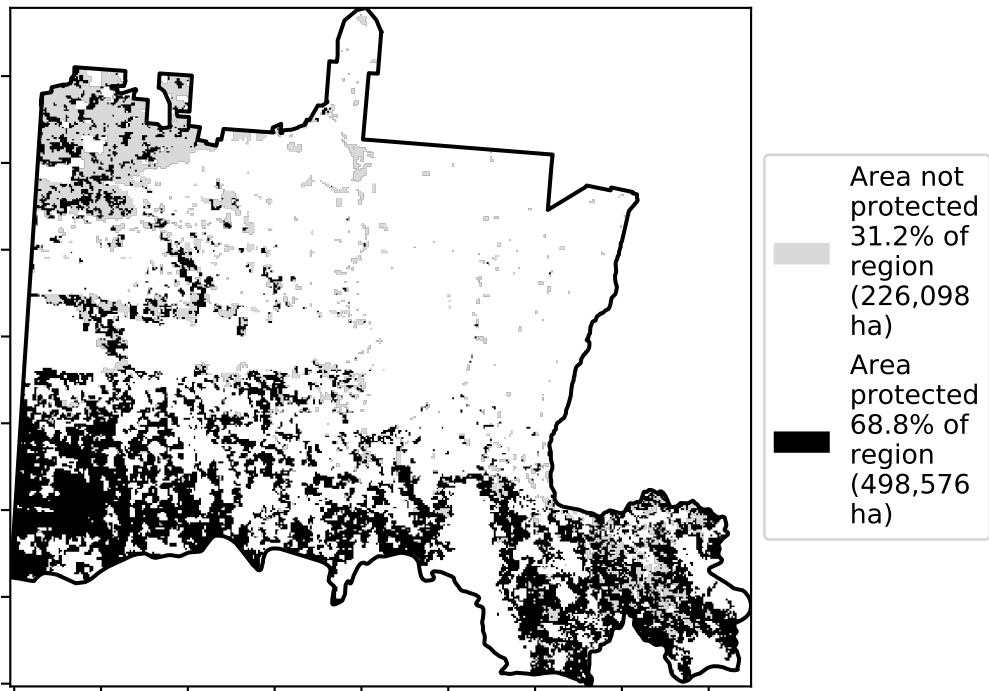 Area not
protected
31.2% of
region
(226,098
ha)
Area
protected
68.8% of
region
(498,576
ha)